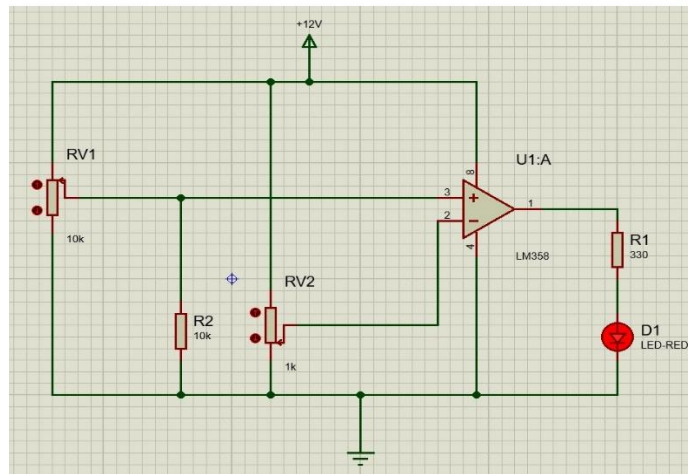 +12V
RV1
10k
U1:A
8
3
2
1
4
LM358
R1
330
RV2
1k
R2
10k
D1
LED-RED